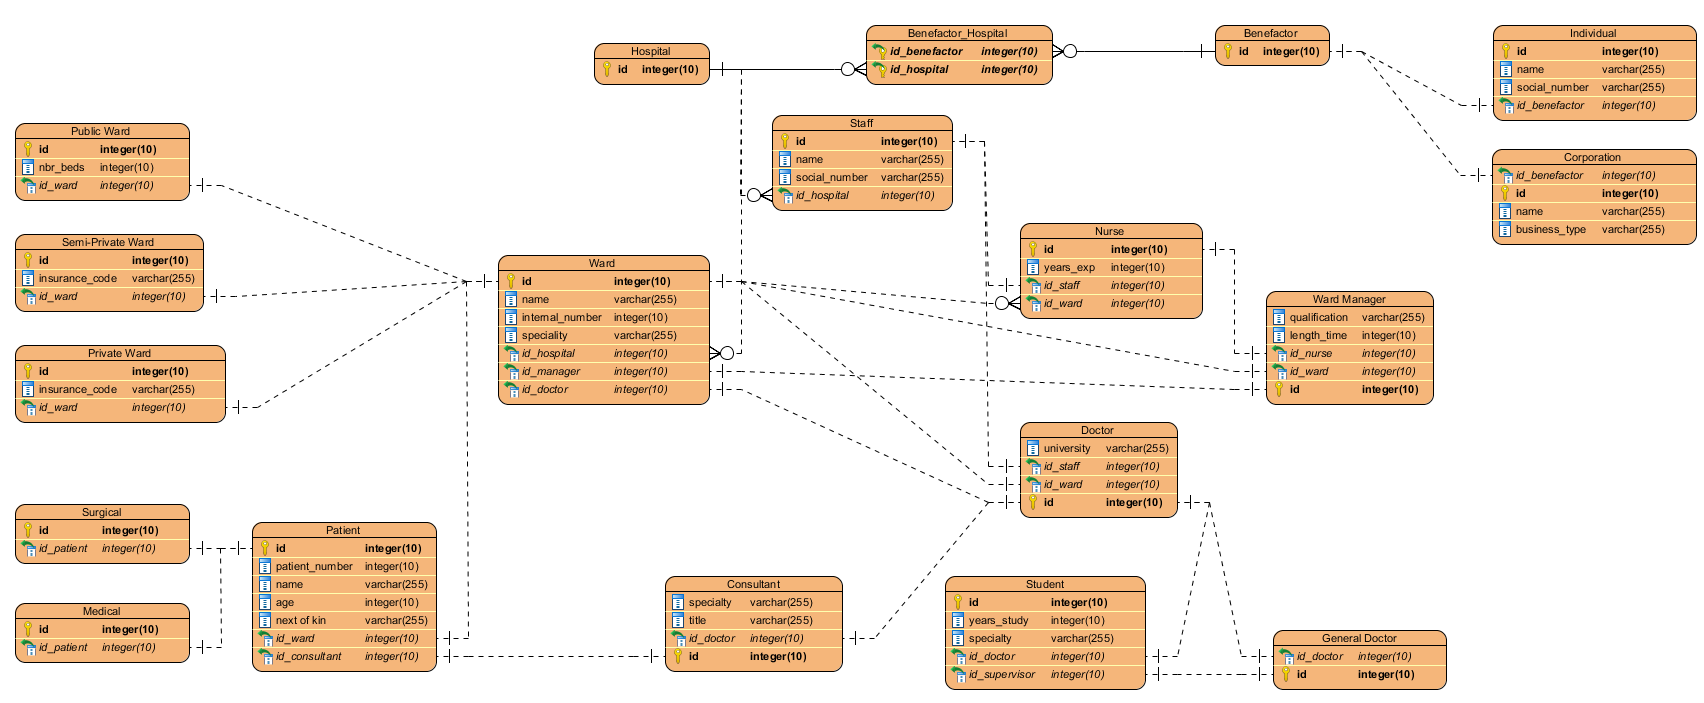 Hospital
id integer(10)
Benefactor_Hospital
id_benefactor integer(10)
id_hospital integer(10)
Benefactor
id integer(10)
Individual
id integer(10)
name varchar(255)
social_number varchar(255)
id_benefactor integer(10)
Public Ward
id integer(10)
nbr_beds integer(10)
id_ward integer(10)
Staff
id integer(10)
name varchar(255)
social_number varchar(255)
id_hospital integer(10)
Corporation
id_benefactor integer(10)
id integer(10)
name varchar(255)
business_type varchar(255)
Semi-Private Ward
id integer(10)
insurance_code varchar(255)
id_ward integer(10)
Ward
id integer(10)
name varchar(255)
internal_number integer(10)
speciality varchar(255)
id_hospital integer(10)
id_manager integer(10)
id_doctor integer(10)
Nurse
id integer(10)
years_exp integer(10)
id_staff integer(10)
id_ward integer(10)
Ward Manager
qualification varchar(255)
length_time integer(10)
id_nurse integer(10)
id_ward integer(10)
id integer(10)
Private Ward
id integer(10)
insurance_code varchar(255)
id_ward integer(10)
Doctor
university varchar(255)
id_staff integer(10)
id_ward integer(10)
id integer(10)
Surgical
id integer(10)
id_patient integer(10)
Patient
id integer(10)
patient_number integer(10)
name varchar(255)
age integer(10)
next of kin varchar(255)
id_ward integer(10)
id_consultant integer(10)
Medical
id integer(10)
id_patient integer(10)
Consultant
specialty varchar(255)
title varchar(255)
id_doctor integer(10)
id integer(10)
Student
id integer(10)
years_study integer(10)
specialty varchar(255)
id_doctor integer(10)
id_supervisor integer(10)
General Doctor
id_doctor integer(10)
id integer(10)